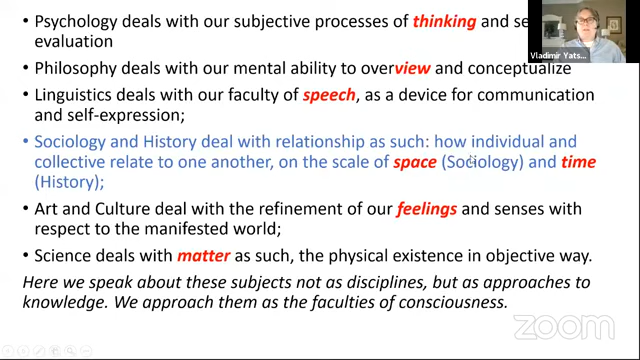 • Psychology deals with our subjective processes of thinking and
evaluation
• Philosophy deals with our mental ability to overview and conceptualize
• Linguistics deals with our faculty of speech, as a device for communication
and self-expression;
• Sociology and History deal with relationship as such: how individual and
collective relate to one another, on the scale of space (Sociology) and time
(History);
• Art and Culture deal with the refinement of our feelings and senses with
respect to the manifested world;
• Science deals with matter as such, the physical existence in objective way.
Here we speak about these subjects not as disciplines, but as approaches to
knowledge. We approach them as the faculties of consciousness.
Vladimir Yats...
zoom